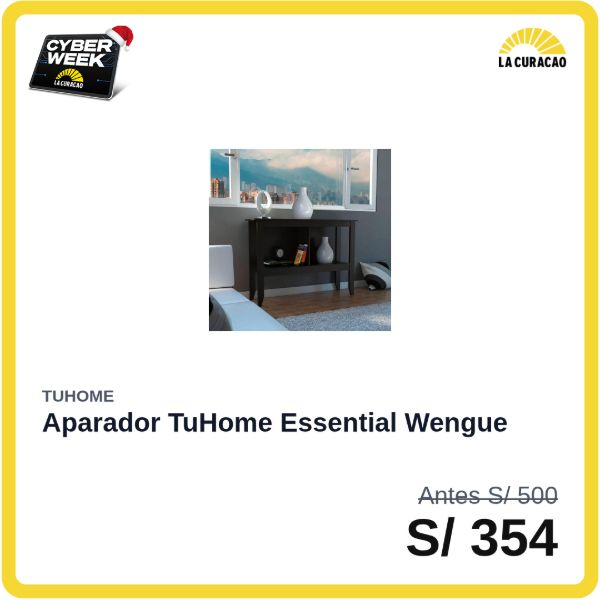 CYBER
WEEK
LA CURACAO
LA CURACAO
TUHOME
Aparador TuHome Essential Wengue
Antes S/ 500
S/ 354